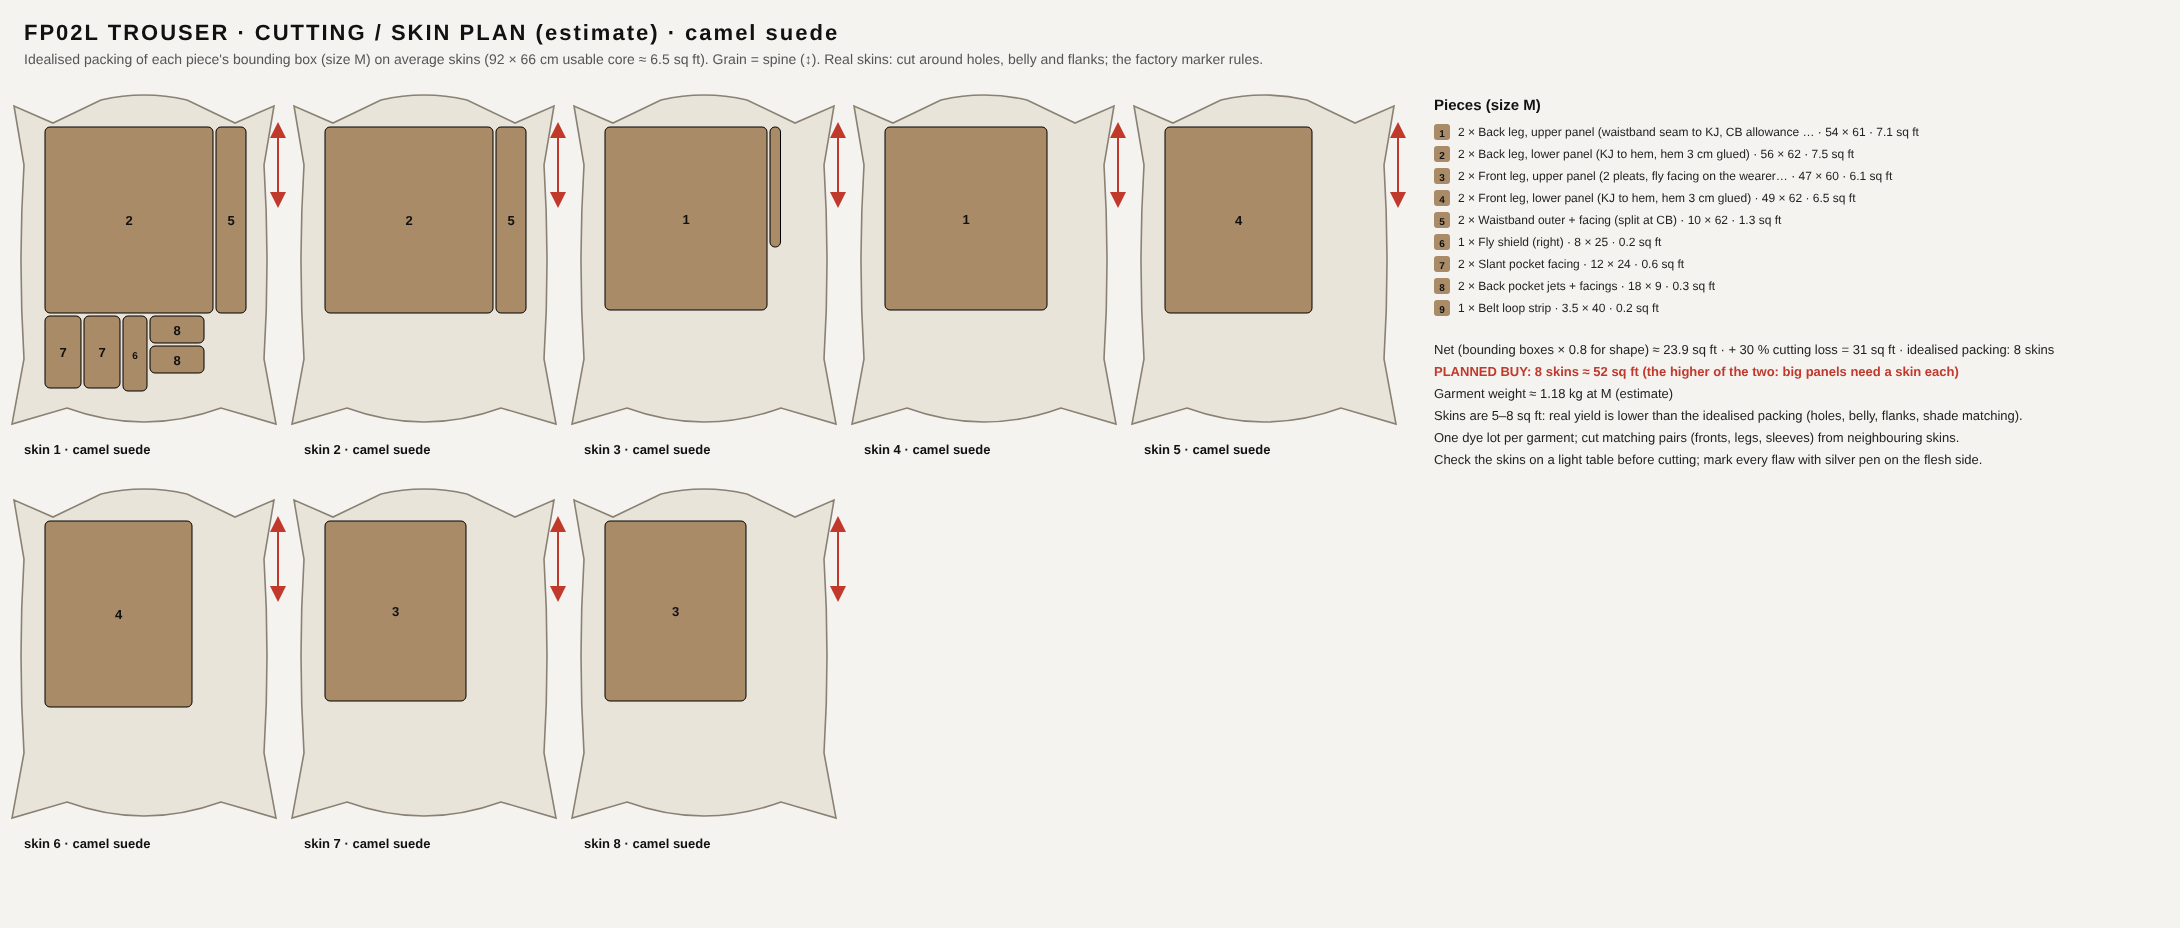 FP02L TROUSER · CUTTING / SKIN PLAN (estimate) · camel suede
Idealised packing of each piece's bounding box (size M) on average skins (92 × 66 cm usable core ≈ 6.5 sq ft). Grain = spine (↕). Real skins: cut around holes, belly and flanks; the factory marker rules.
2
5
7
7
6
8
8
skin 1 · camel suede
2
5
skin 2 · camel suede
1
skin 3 · camel suede
1
skin 4 · camel suede
4
skin 5 · camel suede
Pieces (size M)
1 2 × Back leg, upper panel (waistband seam to KJ, CB allowance … · 54 × 61 · 7.1 sq ft
2 2 × Back leg, lower panel (KJ to hem, hem 3 cm glued) · 56 × 62 · 7.5 sq ft
3 2 × Front leg, upper panel (2 pleats, fly facing on the wearer… · 47 × 60 · 6.1 sq ft
4 2 × Front leg, lower panel (KJ to hem, hem 3 cm glued) · 49 × 62 · 6.5 sq ft
5 2 × Waistband outer + facing (split at CB) · 10 × 62 · 1.3 sq ft
6 1 × Fly shield (right) · 8 × 25 · 0.2 sq ft
7 2 × Slant pocket facing · 12 × 24 · 0.6 sq ft
8 2 × Back pocket jets + facings · 18 × 9 · 0.3 sq ft
9 1 × Belt loop strip · 3.5 × 40 · 0.2 sq ft
Net (bounding boxes × 0.8 for shape) ≈ 23.9 sq ft · + 30 % cutting loss = 31 sq ft · idealised packing: 8 skins
PLANNED BUY: 8 skins ≈ 52 sq ft (the higher of the two: big panels need a skin each)
Garment weight ≈ 1.18 kg at M (estimate)
Skins are 5–8 sq ft: real yield is lower than the idealised packing (holes, belly, flanks, shade matching).
One dye lot per garment; cut matching pairs (fronts, legs, sleeves) from neighbouring skins.
Check the skins on a light table before cutting; mark every flaw with silver pen on the flesh side.
4
skin 6 · camel suede
3
skin 7 · camel suede
3
skin 8 · camel suede